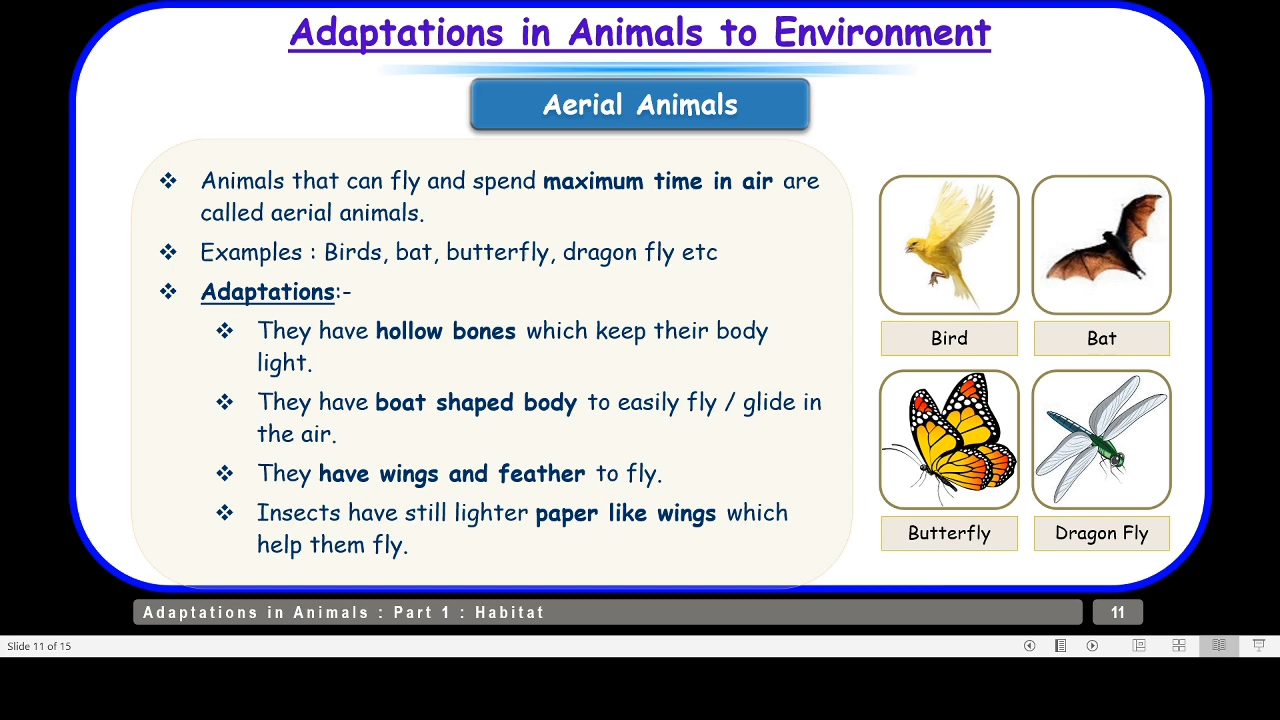 Adaptations in Animals to Environment
Aerial Animals
❖ Animals that can fly and spend maximum time in air are
called aerial animals.
❖ Examples : Birds, bat, butterfly, dragon fly etc
❖ Adaptations:-
❖ They have hollow bones which keep their body
light.
❖ They have boat shaped body to easily fly / glide in
the air.
❖ They have wings and feather to fly.
❖ Insects have still lighter paper like wings which
help them fly.
Bird
Bat
Butterfly
Dragon Fly
Adaptations in Animals : Part 1 : Habitat
11
Slide 11 of 15